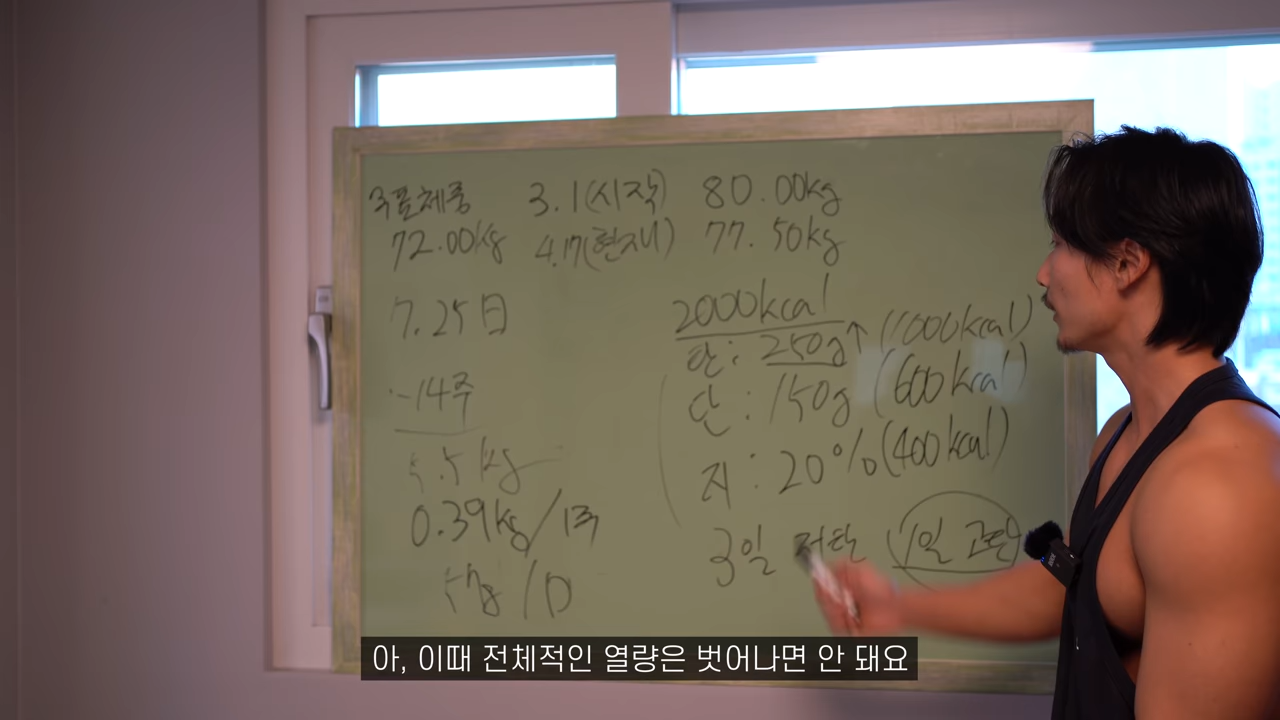 목표체중
72.00kg
7.25日
~14주
5.5kg
0.39kg/1주
57g/D
3.1(시작) 80.00kg
4.17(현재) 77.50kg
2000kcal
탄: 250g↑ (1000kcal)
단: 150g (600kcal)
지: 20% (400kcal)
3일 저탄 1일 고탄
아, 이때 전체적인 열량은 벗어나면 안 돼요